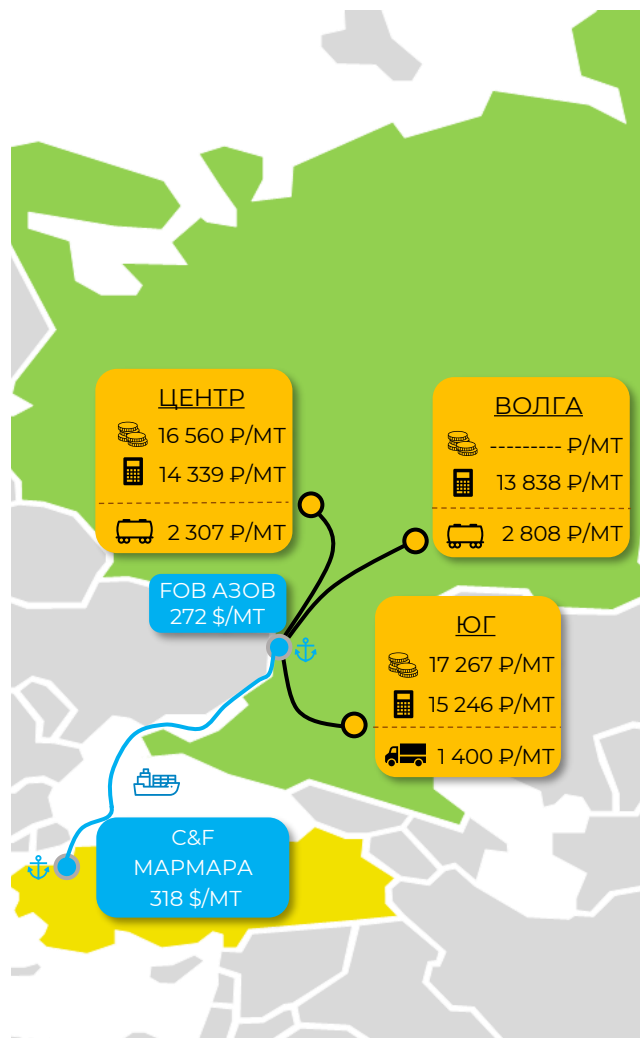 ЦЕНТР
16 560 ₽/МТ
14 339 ₽/МТ
2 307 ₽/МТ
ВОЛГА
--------- ₽/МТ
13 838 ₽/МТ
2 808 ₽/МТ
FOB АЗОВ
272 $/МТ
ЮГ
17 267 ₽/МТ
15 246 ₽/МТ
1 400 ₽/МТ
C&F
МАРМАРА
318 $/МТ